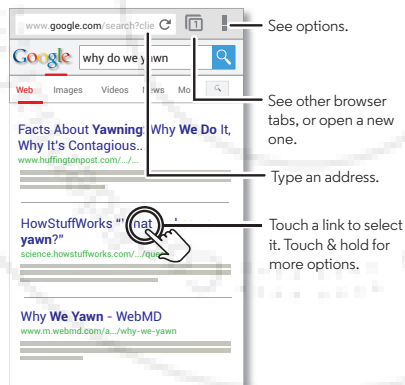 www.google.com/search?clie
1
See options.
Google
why do we yawn
Web Images Videos News Mo
See other browser
tabs, or open a new
one.
Facts About Yawning: Why We Do It,
Why It's Contagious..
www.huffingtonpost.com/.../...
Type an address.
HowStuffWorks "What
yawn?"
science.howstuffworks.com/.../que
Touch a link to select
it. Touch & hold for
more options.
Why We Yawn - WebMD
www.m.webmd.com/a.../why-we-yawn